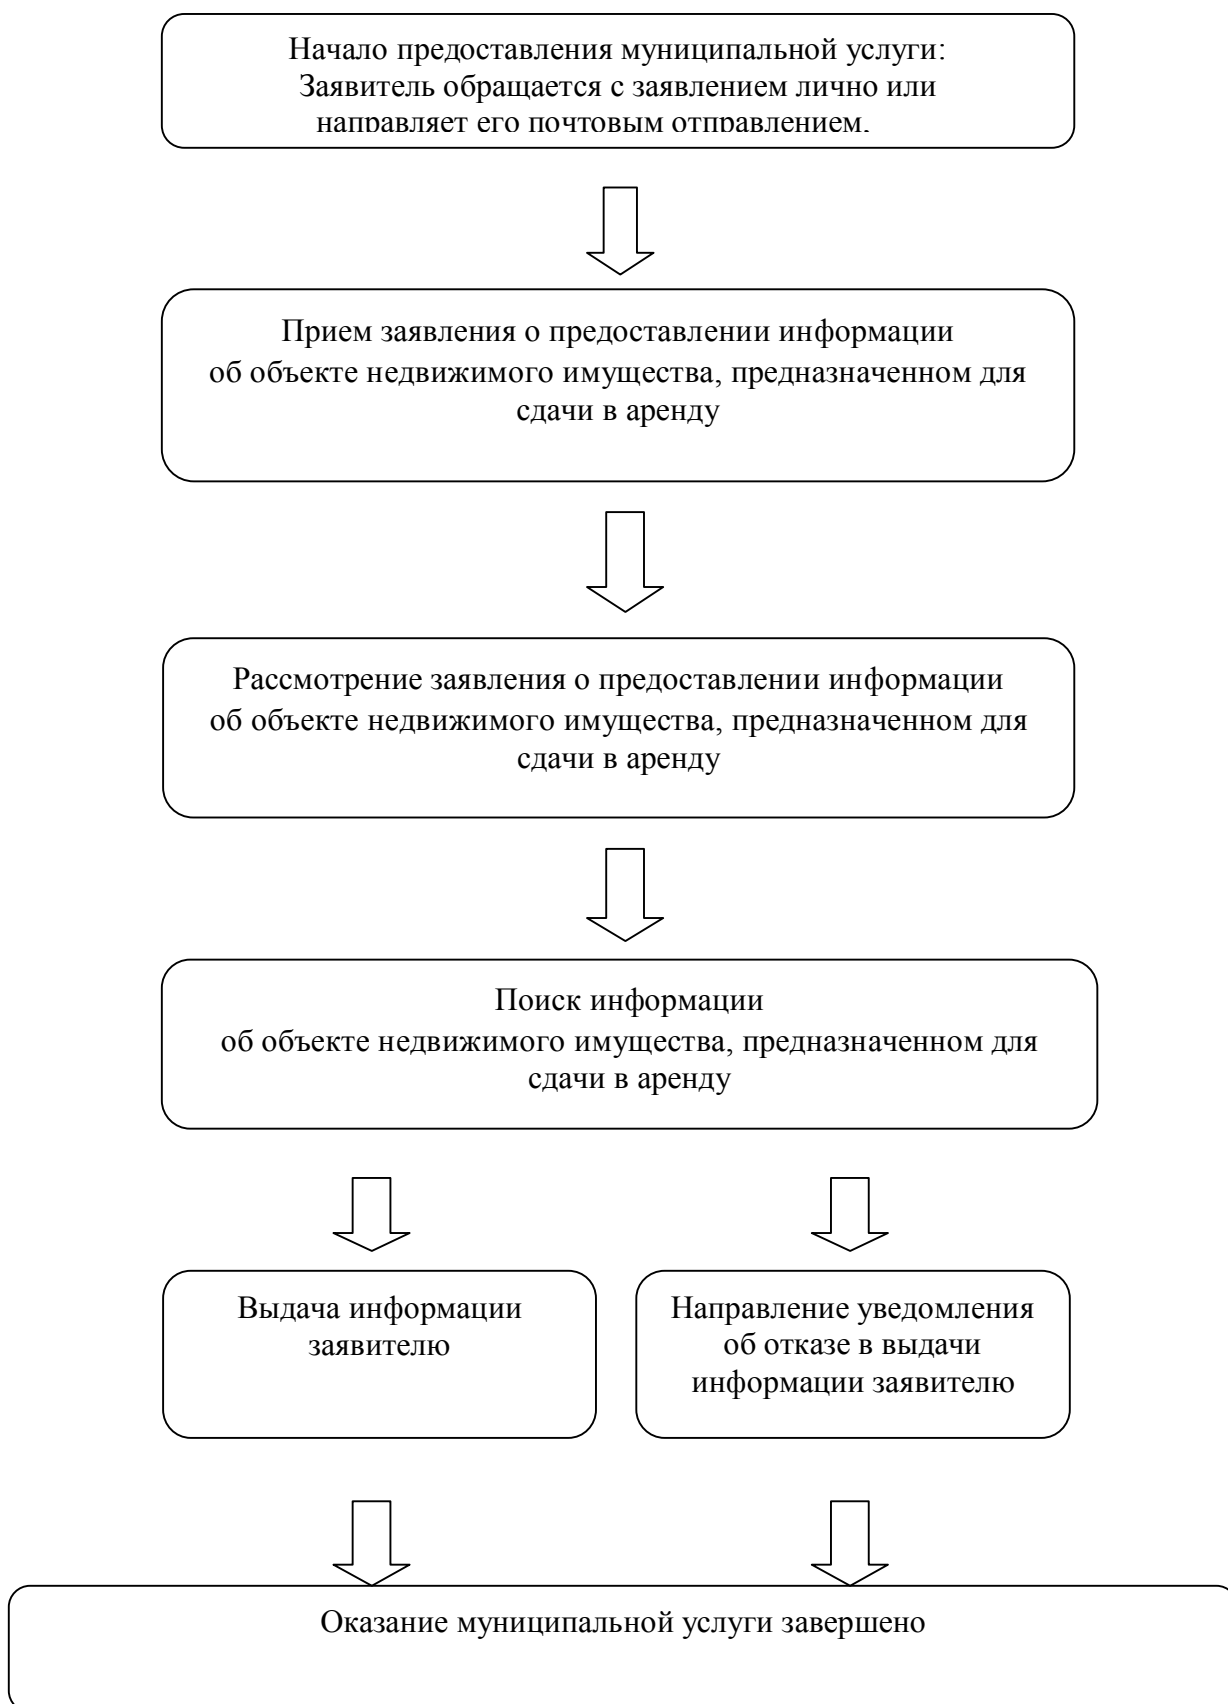 Начало предоставления муниципальной услуги:
Заявитель обращается с заявлением лично или
направляет его почтовым отправлением.
Прием заявления о предоставлении информации
об объекте недвижимого имущества, предназначенном для
сдачи в аренду
Рассмотрение заявления о предоставлении информации
об объекте недвижимого имущества, предназначенном для
сдачи в аренду
Поиск информации
об объекте недвижимого имущества, предназначенном для
сдачи в аренду
Выдача информации
заявителю
Направление уведомления
об отказе в выдачи
информации заявителю
Оказание муниципальной услуги завершено